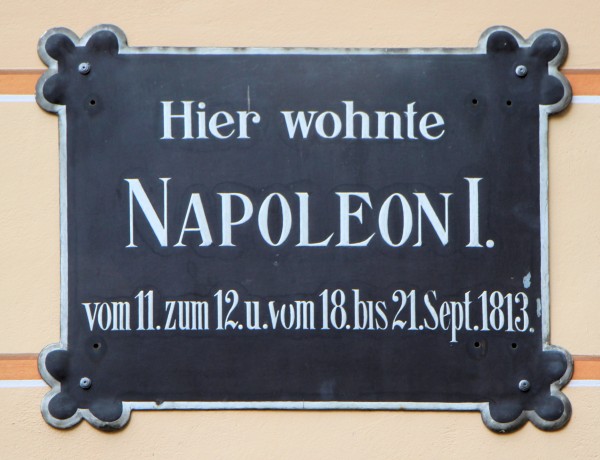 Hier wohnte
NAPOLEON I.
vom 11. zum 12. u. vom 18. bis 21. Sept. 1813.